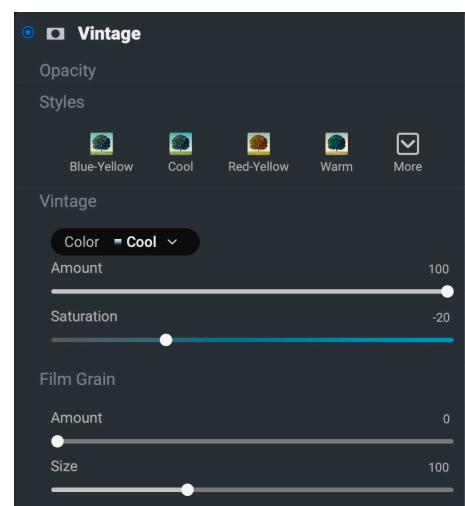 Vintage
Opacity
Styles
Blue-Yellow Cool Red-Yellow Warm More
Vintage
Color Cool
Amount 100
Saturation -20
Film Grain
Amount 0
Size 100